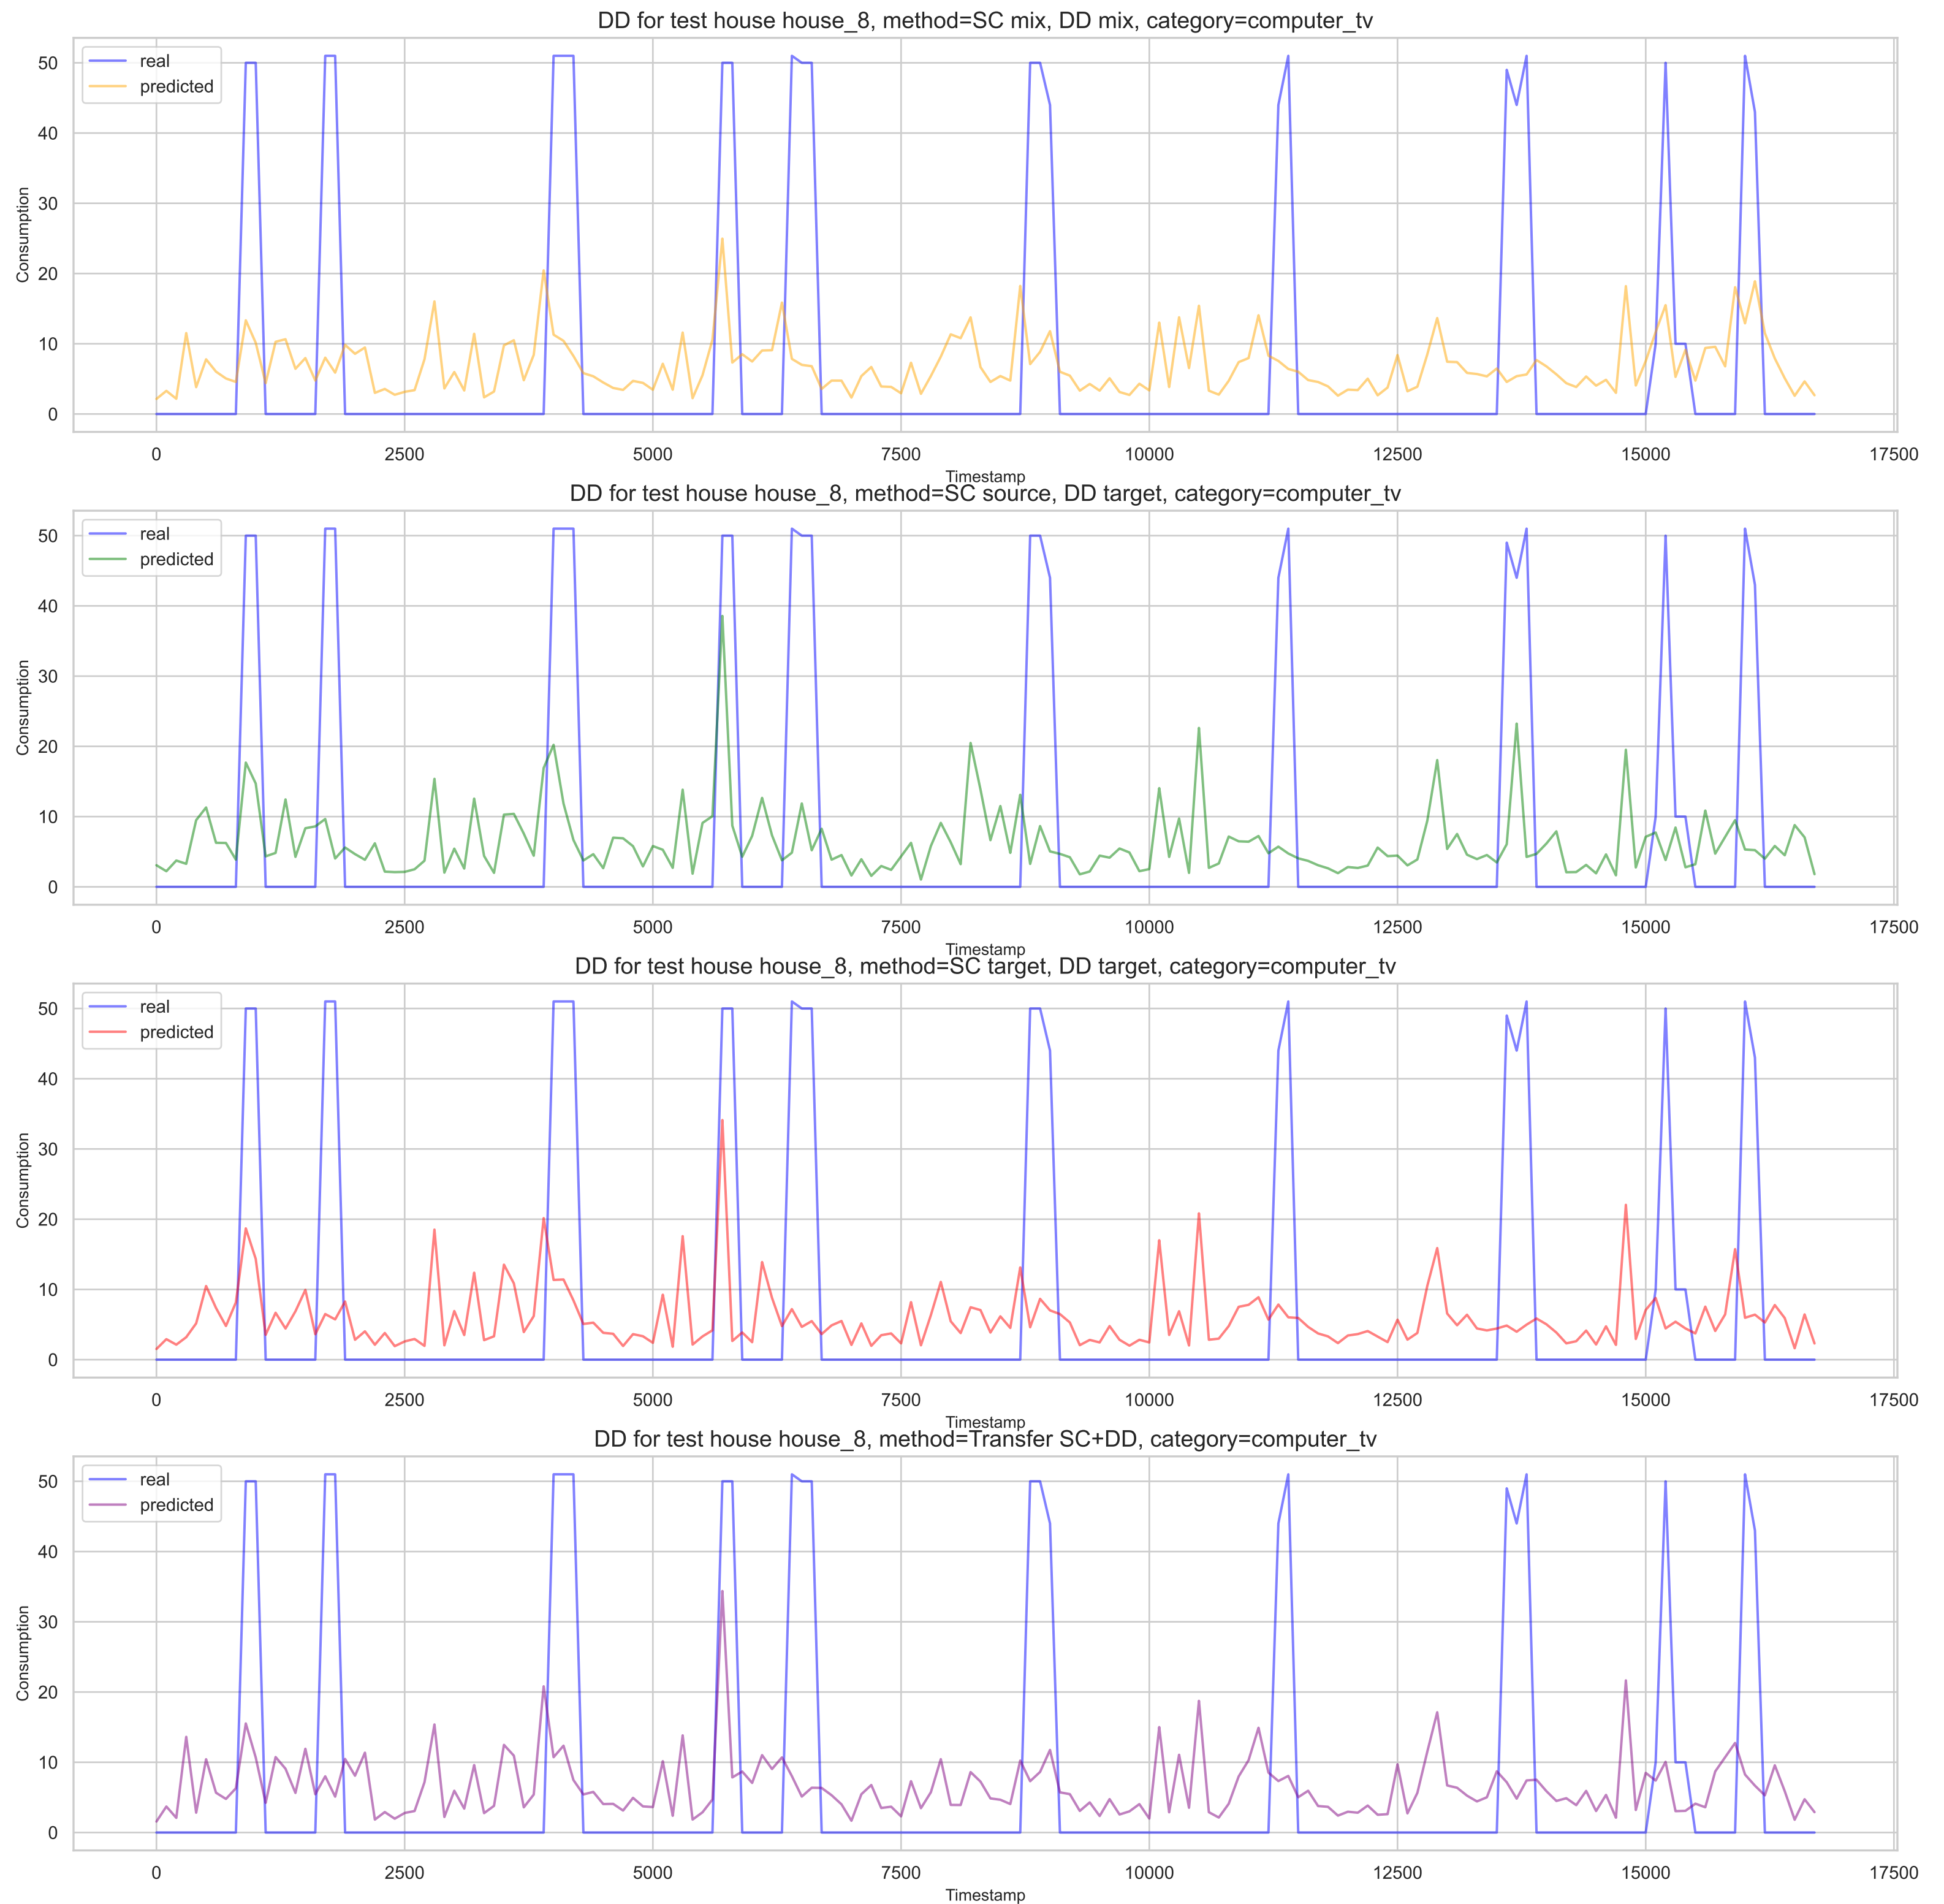 DD for test house house_8, method=SC mix, DD mix, category=computer_tv
real
predicted
50
40
30
20
10
0
Consumption
0 2500 5000 7500 10000 12500 15000 17500
Timestamp
DD for test house house_8, method=SC source, DD target, category=computer_tv
real
predicted
50
40
30
20
10
0
Consumption
0 2500 5000 7500 10000 12500 15000 17500
Timestamp
DD for test house house_8, method=SC target, DD target, category=computer_tv
real
predicted
50
40
30
20
10
0
Consumption
0 2500 5000 7500 10000 12500 15000 17500
Timestamp
DD for test house house_8, method=Transfer SC+DD, category=computer_tv
real
predicted
50
40
30
20
10
0
Consumption
0 2500 5000 7500 10000 12500 15000 17500
Timestamp